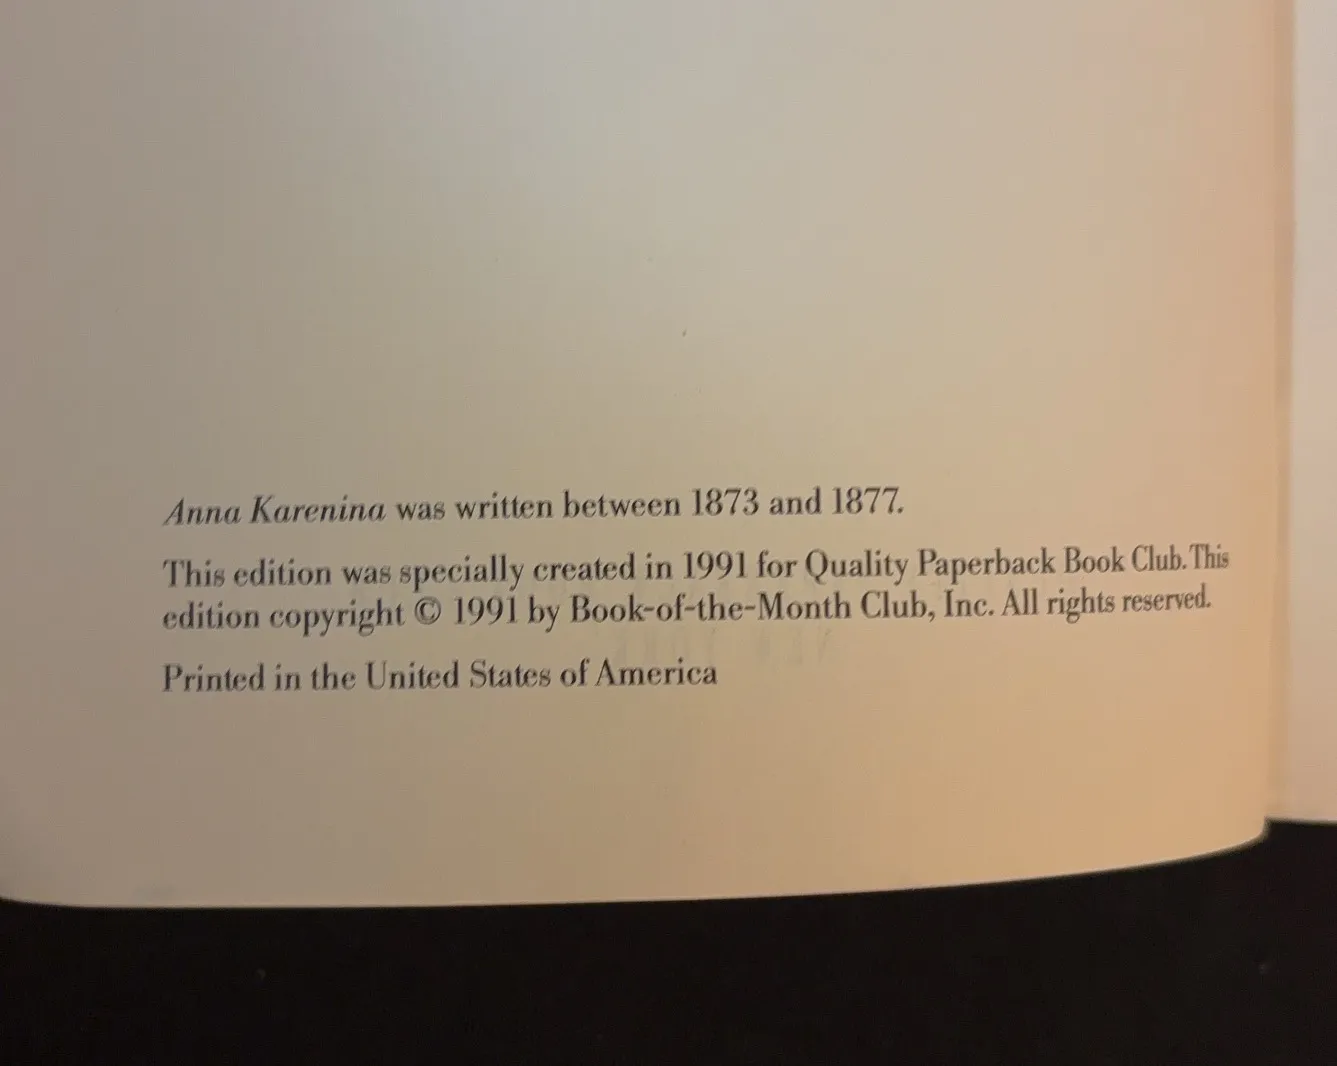 Anna Karenina was written between 1873 and 1877.
This edition was specially created in 1991 for Quality Paperback Book Club. This
edition copyright © 1991 by Book-of-the-Month Club, Inc. All rights reserved.
Printed in the United States of America